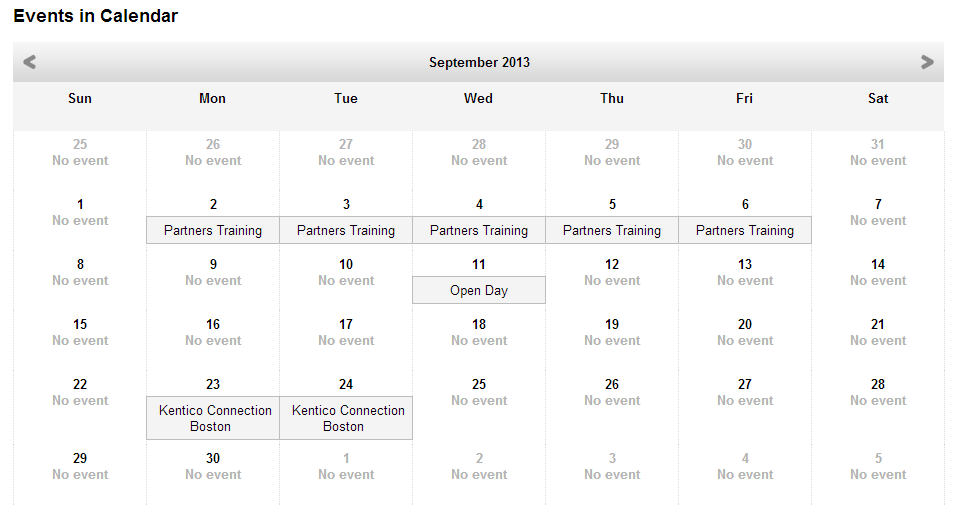 Events in Calendar
September 2013
Sun Mon Tue Wed Thu Fri Sat
25 26 27 28 29 30 31
No event No event No event No event No event No event No event
1 2 3 4 5 6 7
No event Partners Training Partners Training Partners Training Partners Training Partners Training No event
8 9 10 11 12 13 14
No event No event No event Open Day No event No event No event
15 16 17 18 19 20 21
No event No event No event No event No event No event No event
22 23 24 25 26 27 28
No event Kentico Connection Kentico Connection No event No event No event No event
Boston Boston
29 30 1 2 3 4 5
No event No event No event No event No event No event No event